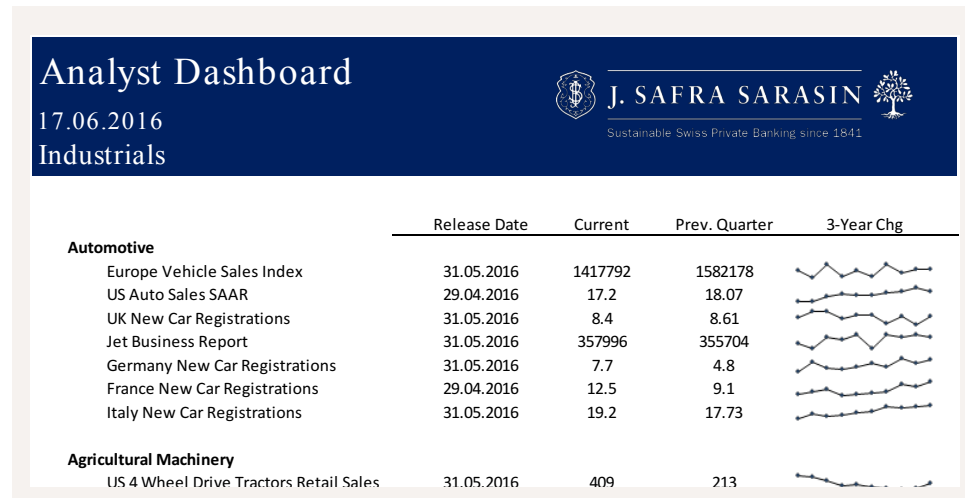 Analyst Dashboard
17.06.2016
Industrials
J. SAFRA SARASIN
Sustainable Swiss Private Banking since 1841
Release Date Current Prev. Quarter 3-Year Chg
Automotive
Europe Vehicle Sales Index 31.05.2016 1417792 1582178
US Auto Sales SAAR 29.04.2016 17.2 18.07
UK New Car Registrations 31.05.2016 8.4 8.61
Jet Business Report 31.05.2016 357996 355704
Germany New Car Registrations 31.05.2016 7.7 4.8
France New Car Registrations 29.04.2016 12.5 9.1
Italy New Car Registrations 31.05.2016 19.2 17.73
Agricultural Machinery
US 4 Wheel Drive Tractors Retail Sales 31.05.2016 409 213